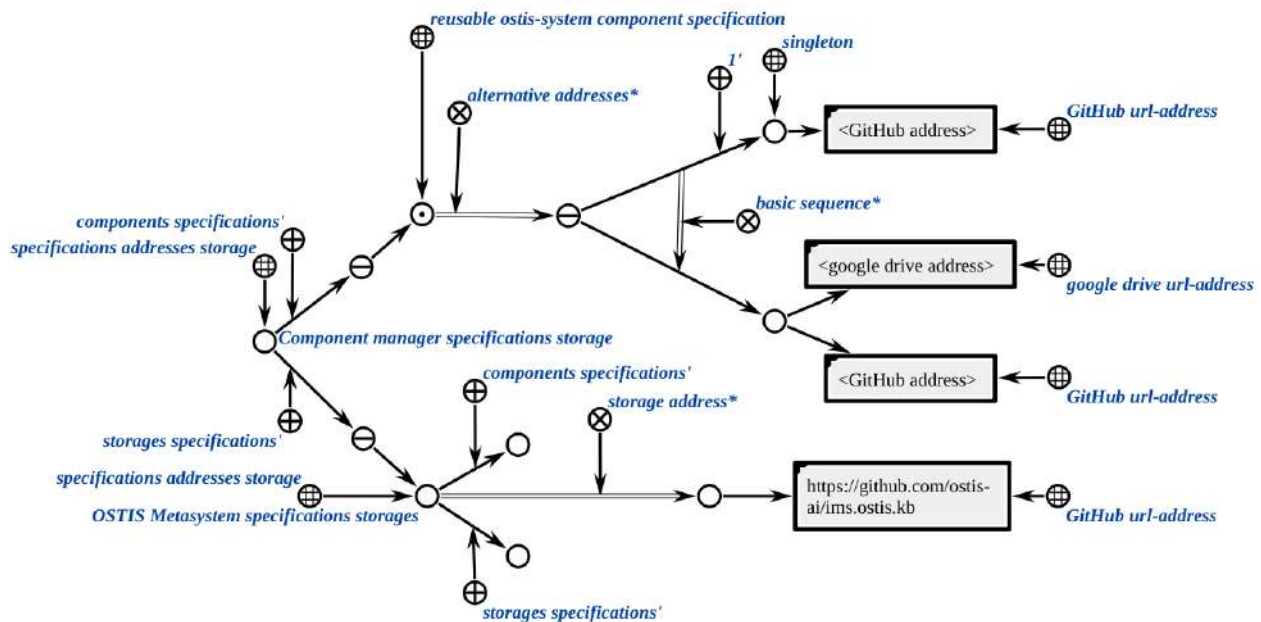 reusable ostis-system component specification
singleton
1'
alternative addresses*
<GitHub address>
GitHub url-address
components specifications'
specifications addresses storage
basic sequence*
<google drive address>
google drive url-address
Component manager specifications storage
components specifications'
<GitHub address>
GitHub url-address
storage address*
storages specifications'
specifications addresses storage
OSTIS Metasystem specifications storages
https://github.com/ostis-
ai/ims.ostis.kb
GitHub url-address
storages specifications'